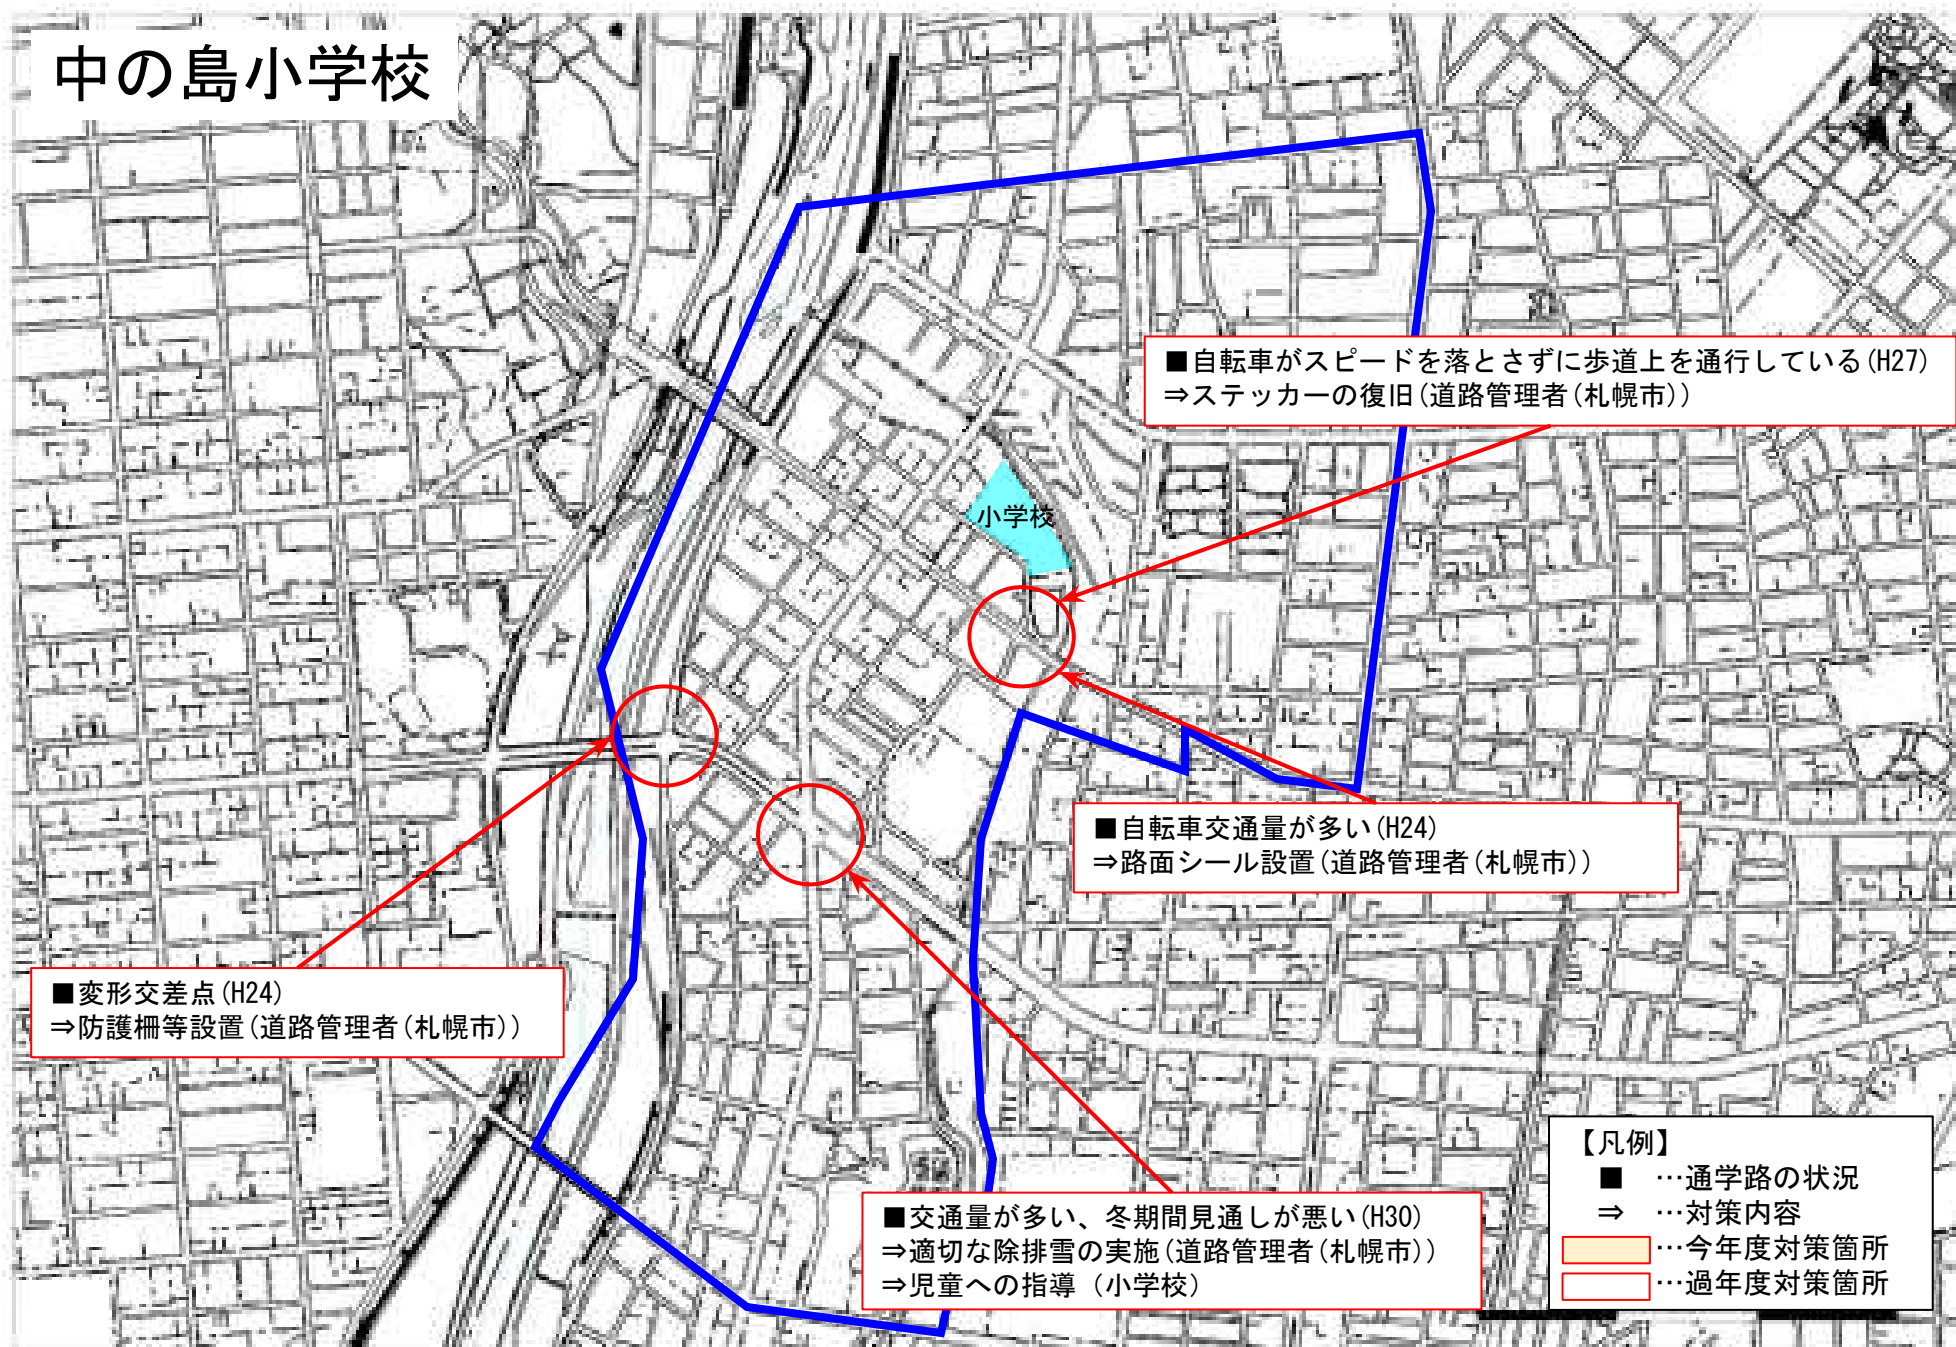 中の島小学校
■自転車がスピードを落とさずに歩道上を通行している(H27)
⇒ステッカーの復旧(道路管理者(札幌市))
小学校
■自転車交通量が多い(H24)
⇒路面シール設置(道路管理者(札幌市))
■変形交差点(H24)
⇒防護柵等設置(道路管理者(札幌市))
■交通量が多い、冬期間見通しが悪い(H30)
⇒適切な除排雪の実施(道路管理者(札幌市))
⇒児童への指導（小学校）
【凡例】
■ …通学路の状況
⇒ …対策内容
…今年度対策箇所
…過年度対策箇所